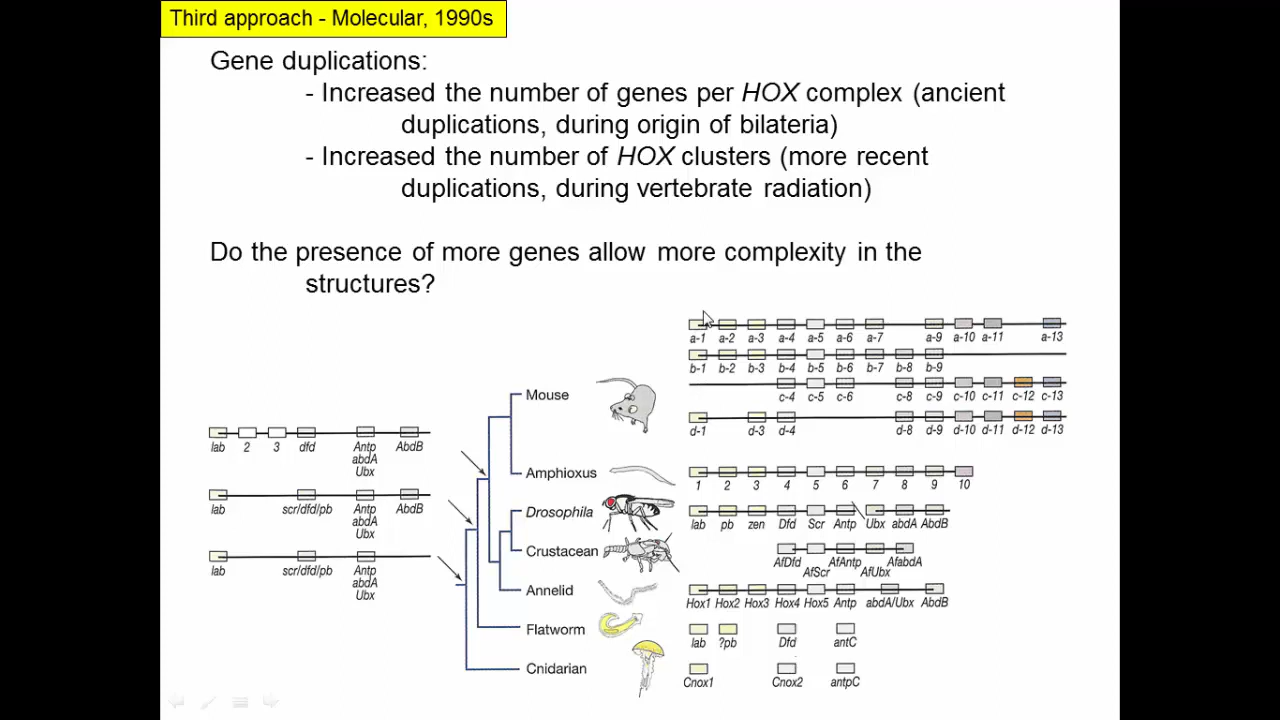 Third approach - Molecular, 1990s
Gene duplications:
- Increased the number of genes per HOX complex (ancient
duplications, during origin of bilateria)
- Increased the number of HOX clusters (more recent
duplications, during vertebrate radiation)
Do the presence of more genes allow more complexity in the
structures?
lab 2 3 dfd Antp AbdB
abdA
Ubx
lab scr/dfd/pb Antp AbdB
abdA
Ubx
lab scr/dfd/pb Antp
abdA
Ubx
Mouse
Amphioxus
Drosophila
Crustacean
Annelid
Flatworm
Cnidarian
a-1 a-2 a-3 a-4 a-5 a-6 a-7 a-9 a-10 a-11 a-13
b-1 b-2 b-3 b-4 b-5 b-6 b-7 b-8 b-9
c-4 c-5 c-6 c-8 c-9 c-10 c-11 c-12 c-13
d-1 d-3 d-4 d-8 d-9 d-10 d-11 d-12 d-13
1 2 3 4 5 6 7 8 9 10
lab pb zen Dfd Scr Antp Ubx abdA AbdB
AfDfd AfAntp AfabdA
AfScr AfUbx
Hox1 Hox2 Hox3 Hox4 Hox5 Antp abdA/Ubx AbdB
lab ?pb Dfd antC
Cnox1 Cnox2 antpC